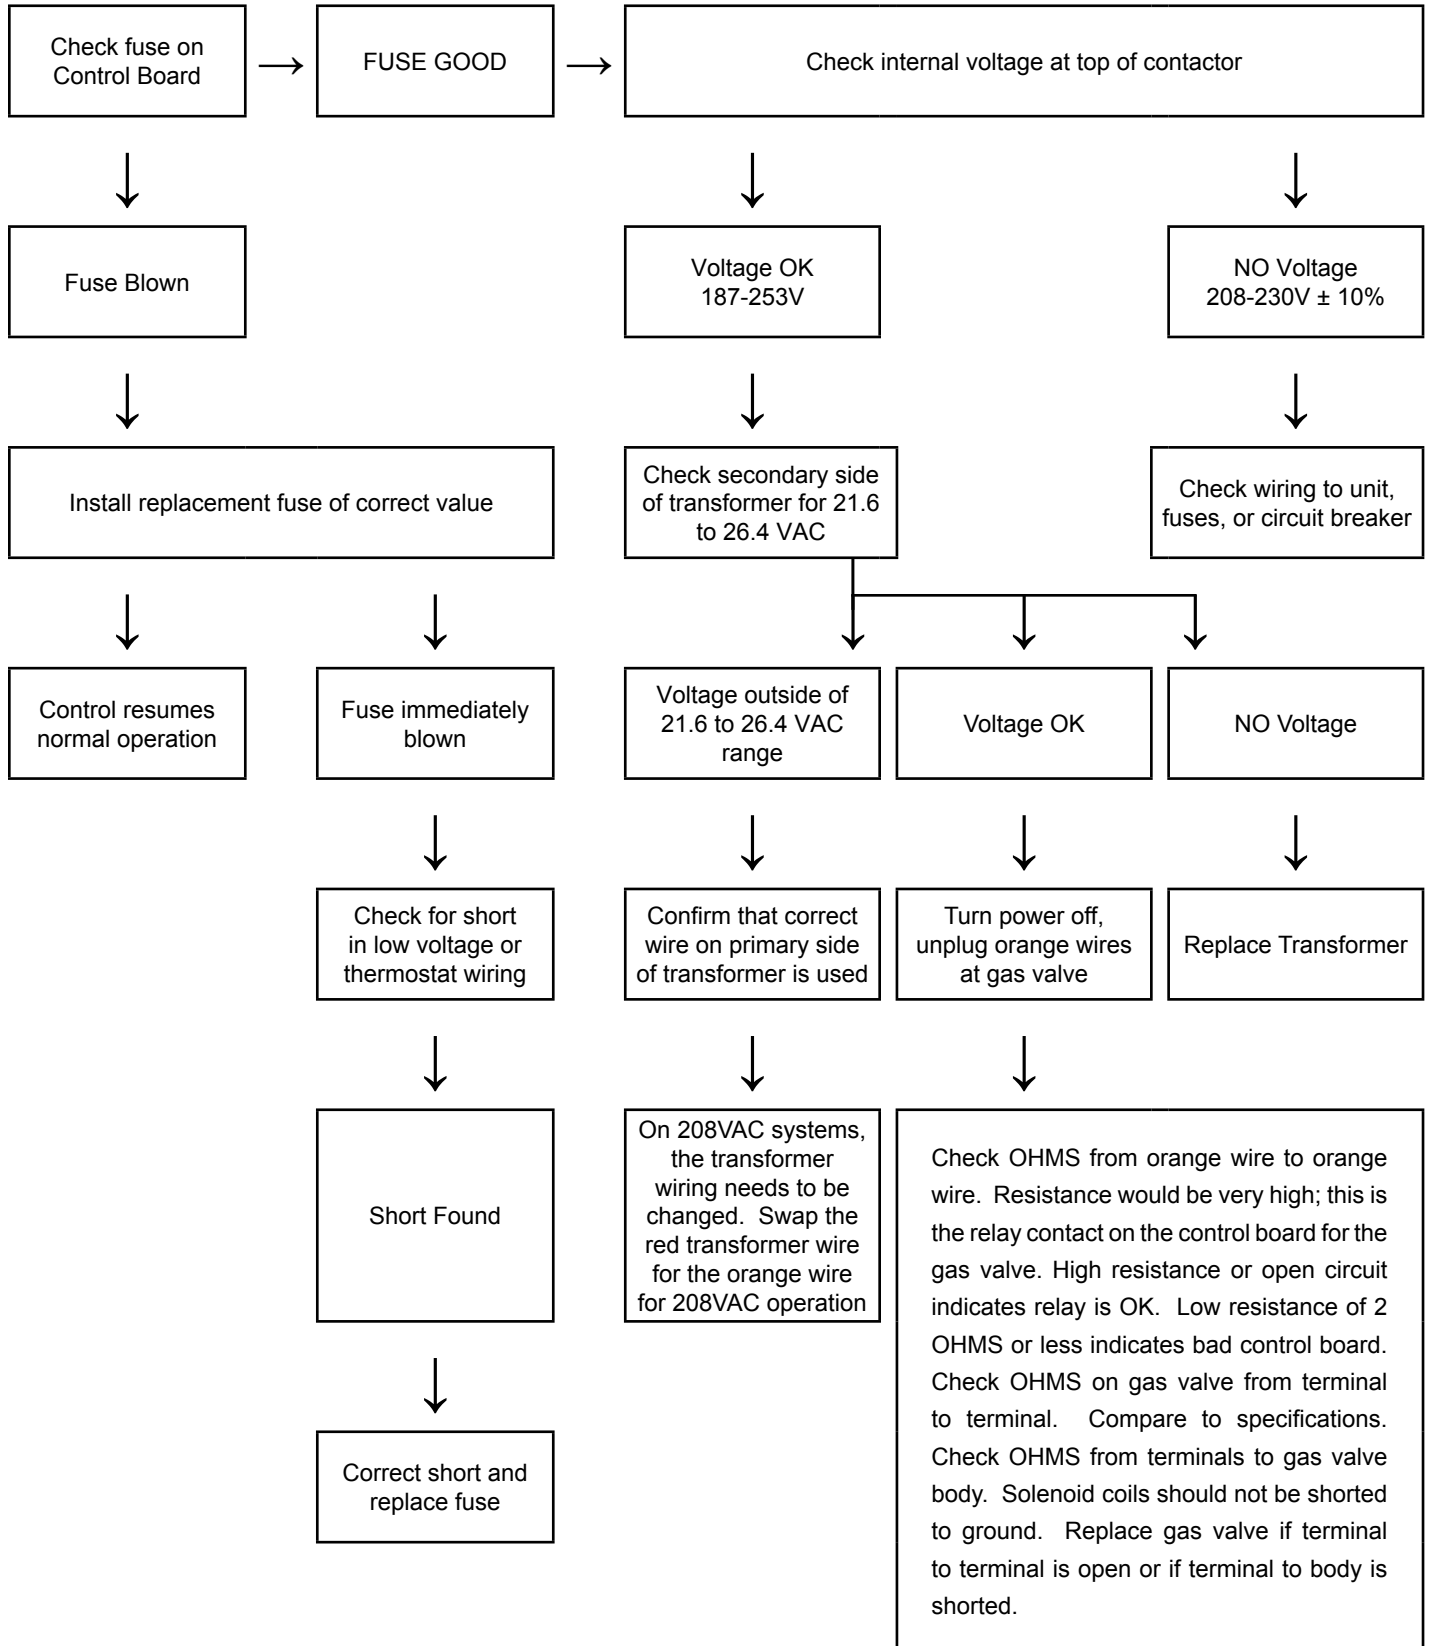 Check fuse on
Control Board
FUSE GOOD
Check internal voltage at top of contactor
Fuse Blown
Voltage OK
187-253V
NO Voltage
208-230V ± 10%
Install replacement fuse of correct value
Check secondary side
of transformer for 21.6
to 26.4 VAC
Check wiring to unit,
fuses, or circuit breaker
Control resumes
normal operation
Fuse immediately
blown
Voltage outside of
21.6 to 26.4 VAC
range
Voltage OK
NO Voltage
Check for short
in low voltage or
thermostat wiring
Confirm that correct
wire on primary side
of transformer is used
Turn power off,
unplug orange wires
at gas valve
Replace Transformer
Short Found
On 208VAC systems,
the transformer
wiring needs to be
changed. Swap the
red transformer wire
for the orange wire
for 208VAC operation
Check OHMS from orange wire to orange
wire. Resistance would be very high; this is
the relay contact on the control board for the
gas valve. High resistance or open circuit
indicates relay is OK. Low resistance of 2
OHMS or less indicates bad control board.
Check OHMS on gas valve from terminal
to terminal. Compare to specifications.
Check OHMS from terminals to gas valve
body. Solenoid coils should not be shorted
to ground. Replace gas valve if terminal
to terminal is open or if terminal to body is
shorted.
Correct short and
replace fuse